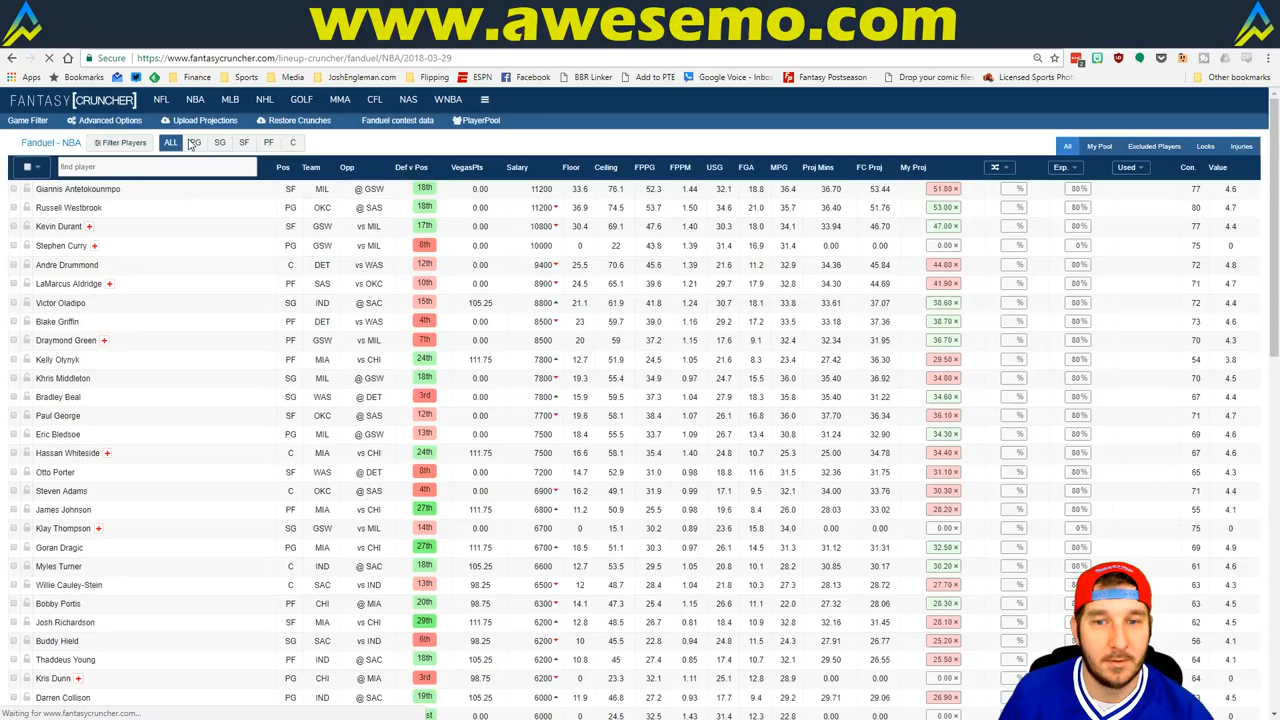 www.awesemo.com
Secure https://www.fantasycruncher.com/lineup-cruncher/fanduel/NBA/2018-03-29
Apps Bookmarks Finance Sports Media JoshEngleman.com Flipping ESPN Facebook BBR Linker Add to PTE Google Voice - Inbox Fantasy Postseason - Drop your comic files Licensed Sports Phot Other bookmarks
FANTASY [CRUNCHER] NFL NBA MLB NHL GOLF MMA CFL NAS WNBA
Game Filter Advanced Options Upload Projections Restore Crunches Fanduel contest data PlayerPool
Fanduel - NBA Filter Players ALL PG SG SF PF C All My Pool Excluded Players Locks Injuries
find player Pos Team Opp Def v Pos VegasPts Salary Floor Ceiling FPPG FPPM USG FGA MPG Proj Mins FC Proj My Proj Exp. Used Con. Value
Giannis Antetokounmpo SF MIL @ GSW 18th 0.00 11200 33.6 76.1 52.3 1.44 32.1 18.8 36.4 36.70 53.44 51.80 × % 80 % 77 4.6
Russell Westbrook PG OKC @ SAS 18th 0.00 11200 36.9 74.5 53.7 1.50 34.6 21.0 35.7 36.40 51.76 53.00 × % 80 % 80 4.7
Kevin Durant GSW vs MIL 17th 0.00 10800 30.4 69.1 47.6 1.40 30.3 18.0 34.1 33.94 46.70 47.00 × % 80 % 77 4.4
Stephen Curry PG GSW vs MIL 8th 0.00 10000 0 22 43.8 1.39 31.4 16.9 31.4 0.00 0.00 0.00 × % 0 % 75 0
Andre Drummond C DET vs WAS 12th 0.00 9400 25.5 70.6 45.6 1.39 21.6 11.2 32.9 34.36 45.84 44.80 × % 80 % 72 4.8
LaMarcus Aldridge PF SAS vs OKC 10th 0.00 8900 24.5 65.1 39.6 1.21 29.7 17.9 32.8 34.30 44.69 41.90 × % 80 % 71 4.7
Victor Oladipo SG IND @ SAC 15th 105.25 8800 21.1 61.9 41.8 1.24 30.7 18.1 33.8 33.61 37.07 38.60 × % 80 % 72 4.4
Blake Griffin PF DET vs WAS 4th 0.00 8500 23 59.7 39.0 1.16 29.2 17.2 33.5 33.18 37.36 38.70 × % 80 % 73 4.6
Draymond Green PF GSW vs MIL 7th 0.00 8500 20 59 37.2 1.15 17.6 9.1 32.4 32.34 31.95 36.70 × % 80 % 70 4.3
Kelly Olynyk PF MIA vs CHI 24th 111.75 7800 12.7 51.9 24.5 1.05 21.6 8.3 23.4 27.42 36.30 29.50 × % 80 % 54 3.8
Khris Middleton SG MIL @ GSW 18th 0.00 7800 19.3 55.4 34.9 0.97 24.7 15.5 36.0 37.70 36.92 34.80 × % 80 % 70 4.5
Bradley Beal SG WAS @ DET 3rd 0.00 7800 15.9 59.5 37.3 1.04 27.9 18.3 35.8 35.40 31.22 34.60 × % 80 % 67 4.4
Paul George SF OKC @ SAS 12th 0.00 7700 19.6 58.1 38.4 1.07 26.1 16.8 36.0 37.70 36.34 36.10 × % 80 % 71 4.7
Eric Bledsoe PG MIL @ GSW 13th 0.00 7500 18.4 55.5 33.7 1.09 26.7 13.4 30.8 31.24 32.90 34.30 × % 80 % 69 4.6
Hassan Whiteside C MIA vs CHI 24th 111.75 7500 16.6 58.1 35.4 1.40 24.8 10.7 25.3 25.00 34.78 34.40 × % 80 % 67 4.6
Otto Porter SF WAS @ DET 8th 0.00 7200 14.7 52.9 31.0 0.98 18.8 11.6 31.5 32.36 31.75 31.10 × % 80 % 65 4.3
Steven Adams C OKC @ SAS 4th 0.00 6900 16.2 49.1 29.6 0.91 17.1 9.5 32.1 34.00 33.76 30.30 × % 80 % 69 4.4
James Johnson PF MIA vs CHI 27th 111.75 6800 11.2 50.9 25.5 0.98 19.6 8.4 26.0 28.03 33.02 28.20 × % 80 % 55 4.1
Klay Thompson SG GSW vs MIL 14th 0.00 6700 0 15.1 30.2 0.89 23.6 15.8 34.0 0.00 0.00 0.00 × % 0 % 75 0
Goran Dragic PG MIA vs CHI 27th 111.75 6700 18.5 51.1 30.3 0.97 26.1 14.5 31.3 31.12 31.31 32.50 × % 80 % 69 4.9
Myles Turner C IND @ SAC 18th 105.25 6600 12.7 53.5 29.5 1.04 20.8 10.1 28.2 30.85 30.17 30.20 × % 80 % 61 4.6
Willie Cauley-Stein C SAC vs IND 13th 98.25 6500 12 48.7 28.4 1.04 21.4 10.3 27.3 28.13 28.72 27.70 × % 80 % 63 4.3
Bobby Portis PF CHI @ MIA 20th 98.75 6300 14.1 47.3 25.4 1.15 26.6 11.1 22.0 27.32 28.06 28.30 × % 80 % 63 4.5
Josh Richardson SF MIA vs CHI 29th 111.75 6200 12.8 48.5 26.7 0.81 18.4 10.9 32.8 32.16 31.45 28.10 × % 80 % 62 4.5
Buddy Hield SG SAC vs IND 6th 98.25 6200 10 45.5 22.8 0.94 24.8 11.5 24.3 27.91 26.77 25.20 × % 80 % 56 4.1
Thaddeus Young PF IND @ SAC 18th 105.25 6200 10.8 45 27.4 0.85 16.4 10.7 32.1 29.50 26.55 25.50 × % 80 % 64 4.1
Kris Dunn PG CHI @ MIA 3rd 98.75 6200 0 6.8 32.1 1.11 25.4 12.7 28.9 0.00 0.00 0.00 × % 0 % 64 0
Darren Collison PG IND @ SAC 19th 105.25 6000 11.9 46.8 27.2 0.93 17.7 9.4 29.2 29.71 29.06 26.90 × % 4.5
Waiting for www.fantasycruncher.com...